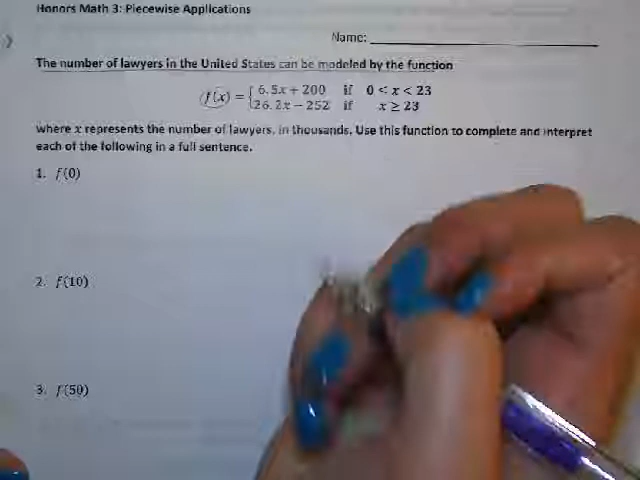 Honors Math 3: Piecewise Applications
Name:
The number of lawyers in the United States can be modeled by the function
f(x) = { 6.5x + 200 if 0 < x < 23
26.2x − 252 if x ≥ 23
where x represents the number of lawyers, in thousands. Use this function to complete and interpret
each of the following in a full sentence.
1. f(0)
2. f(10)
3. f(50)